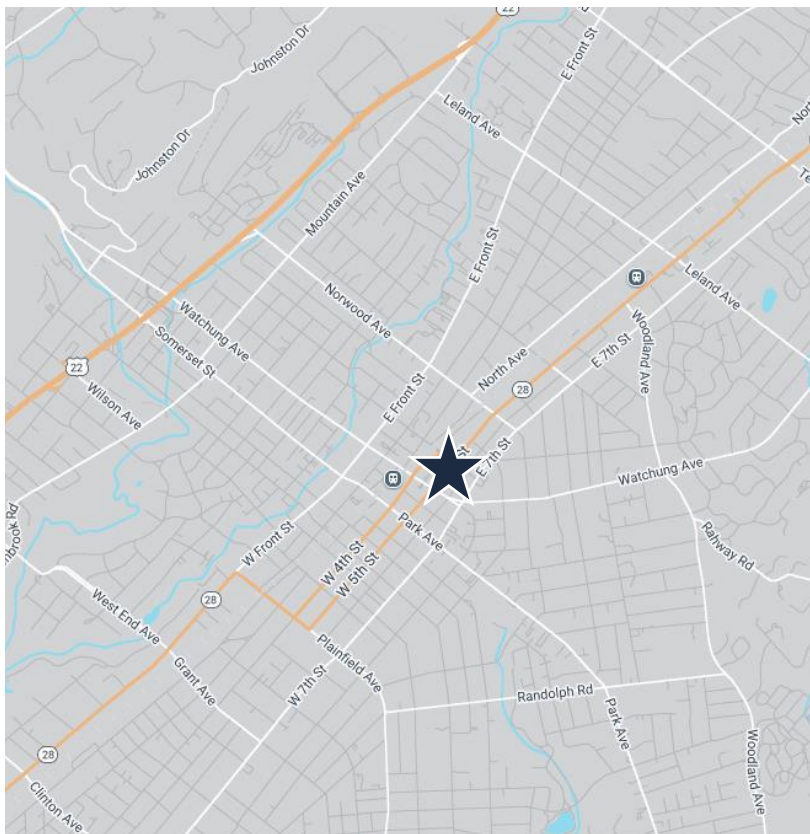 22
Johnston Dr
E Front St
Leland Ave
Johnston Dr
Mountain Ave
E Front St
Leland Ave
Norwood Ave
Watchung Ave
Somerset St
22
Wilson Ave
North Ave
E 7th St
Woodland Ave
28
E Front St
St
E 7th St
Watchung Ave
Park Ave
Rahway Rd
W Front St
W 4th St
W 5th St
28
West End Ave
Grant Ave
Plainfield Ave
W 7th St
Randolph Rd
Park Ave
Woodland Ave
28
Clinton Ave